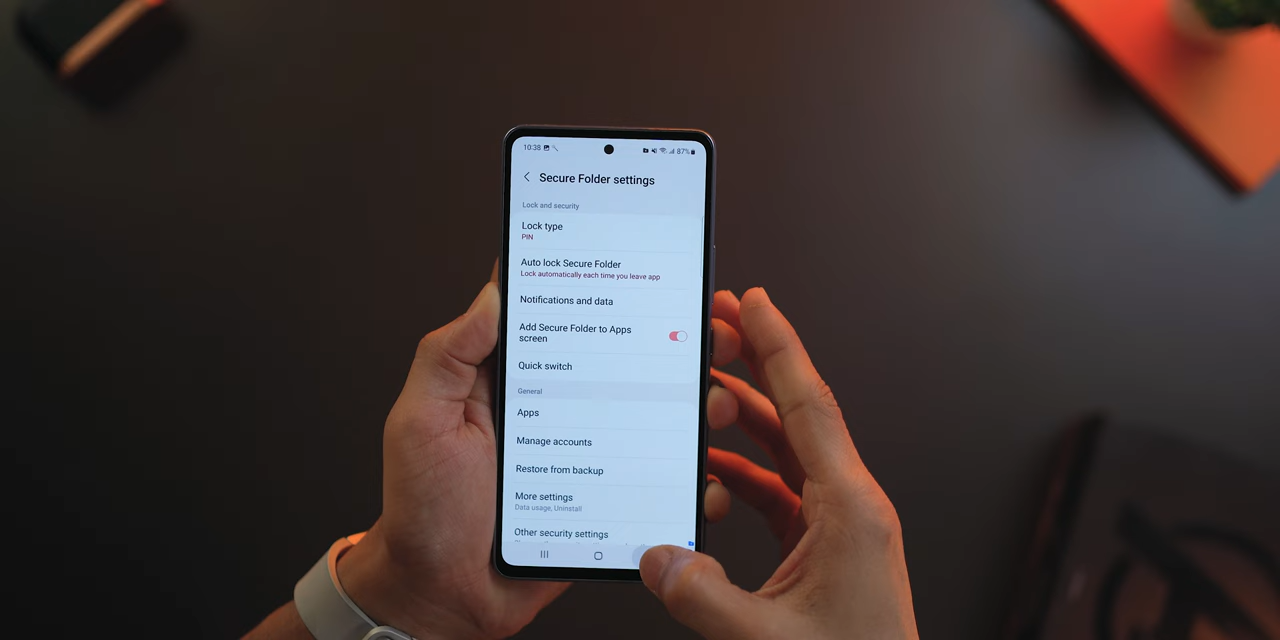 10:38 87%
Secure Folder settings
Lock and security
Lock type
PIN
Auto lock Secure Folder
Lock automatically each time you leave app
Notifications and data
Add Secure Folder to Apps
screen
Quick switch
General
Apps
Manage accounts
Restore from backup
More settings
Data usage, Uninstall
Other security settings